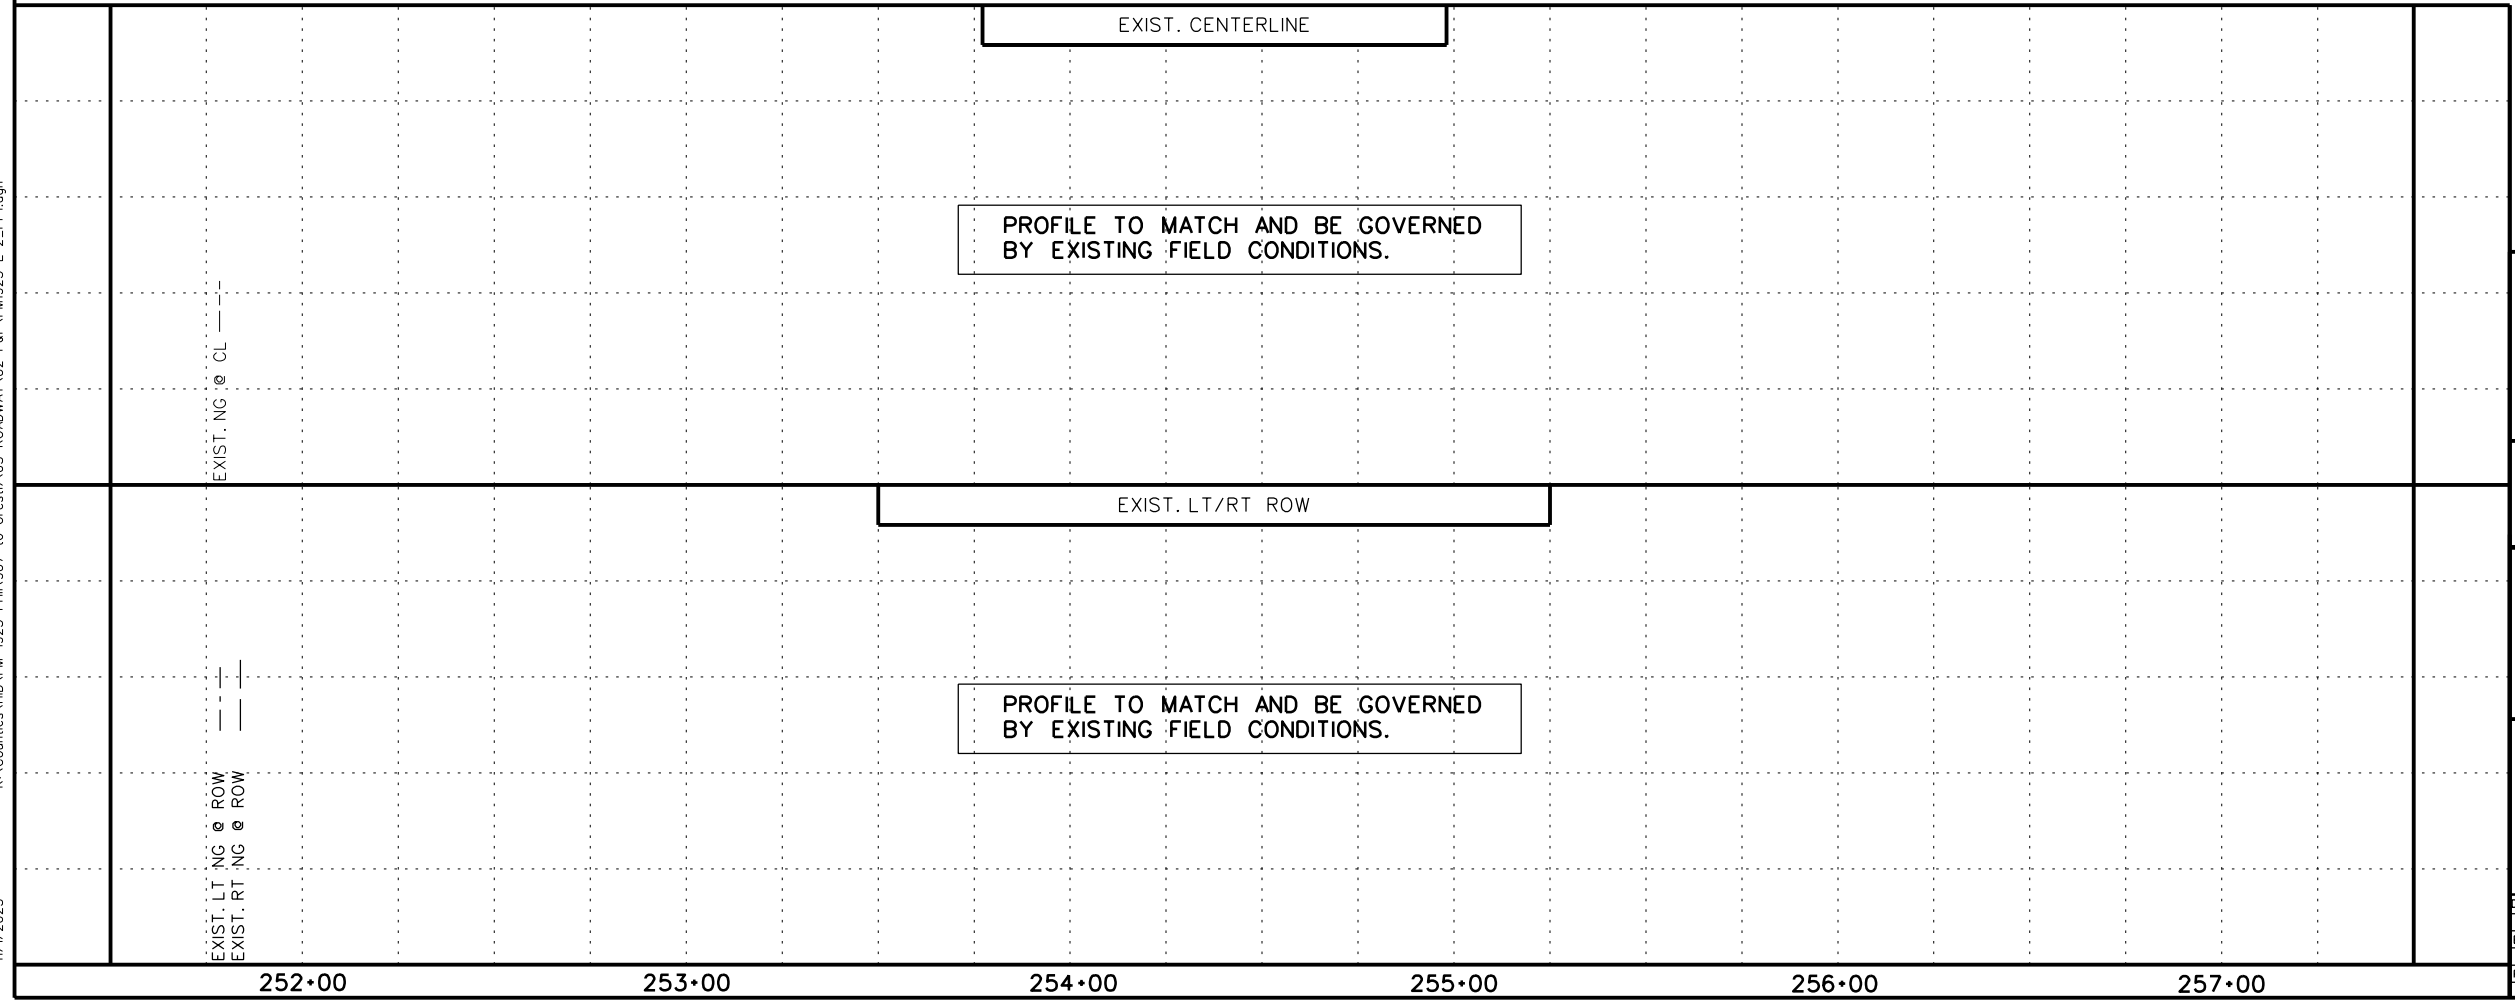 EXIST. CENTERLINE
PROFILE TO MATCH AND BE GOVERNED
BY EXISTING FIELD CONDITIONS.
EXIST. NG @ CL
EXIST. LT/RT ROW
PROFILE TO MATCH AND BE GOVERNED
BY EXISTING FIELD CONDITIONS.
EXIST. LT NG @ ROW
EXIST. RT NG @ ROW
252+00
253+00
254+00
255+00
256+00
257+00